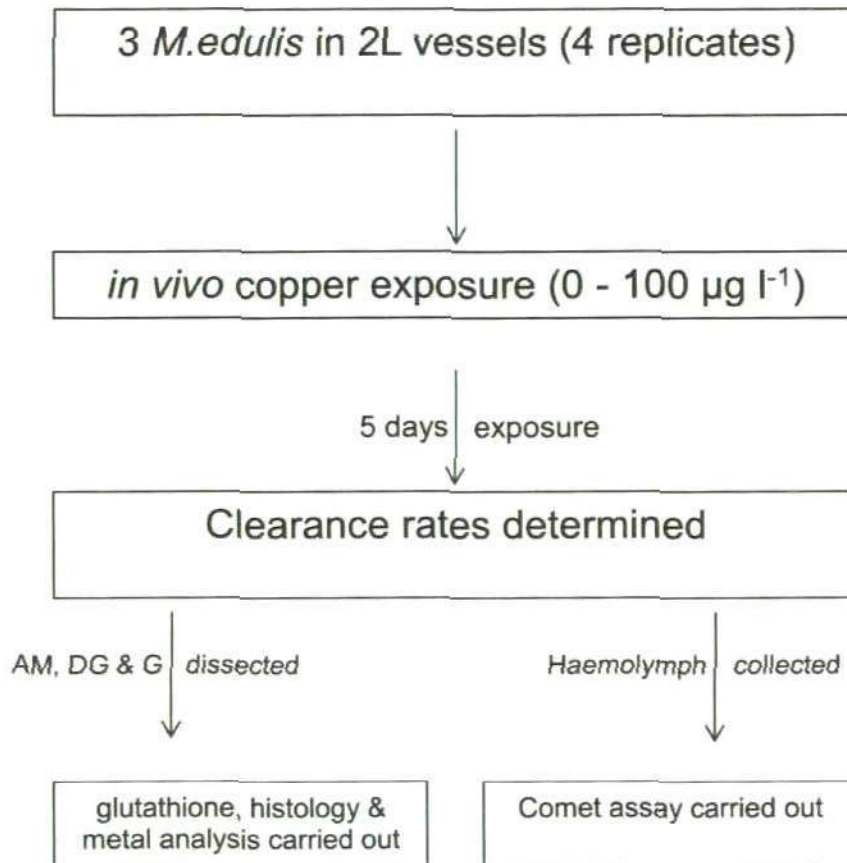 3 M.edulis in 2L vessels (4 replicates)
in vivo copper exposure (0 - 100 µg l⁻¹)
5 days exposure
Clearance rates determined
AM, DG & G dissected
Haemolymph collected
glutathione, histology &
metal analysis carried out
Comet assay carried out